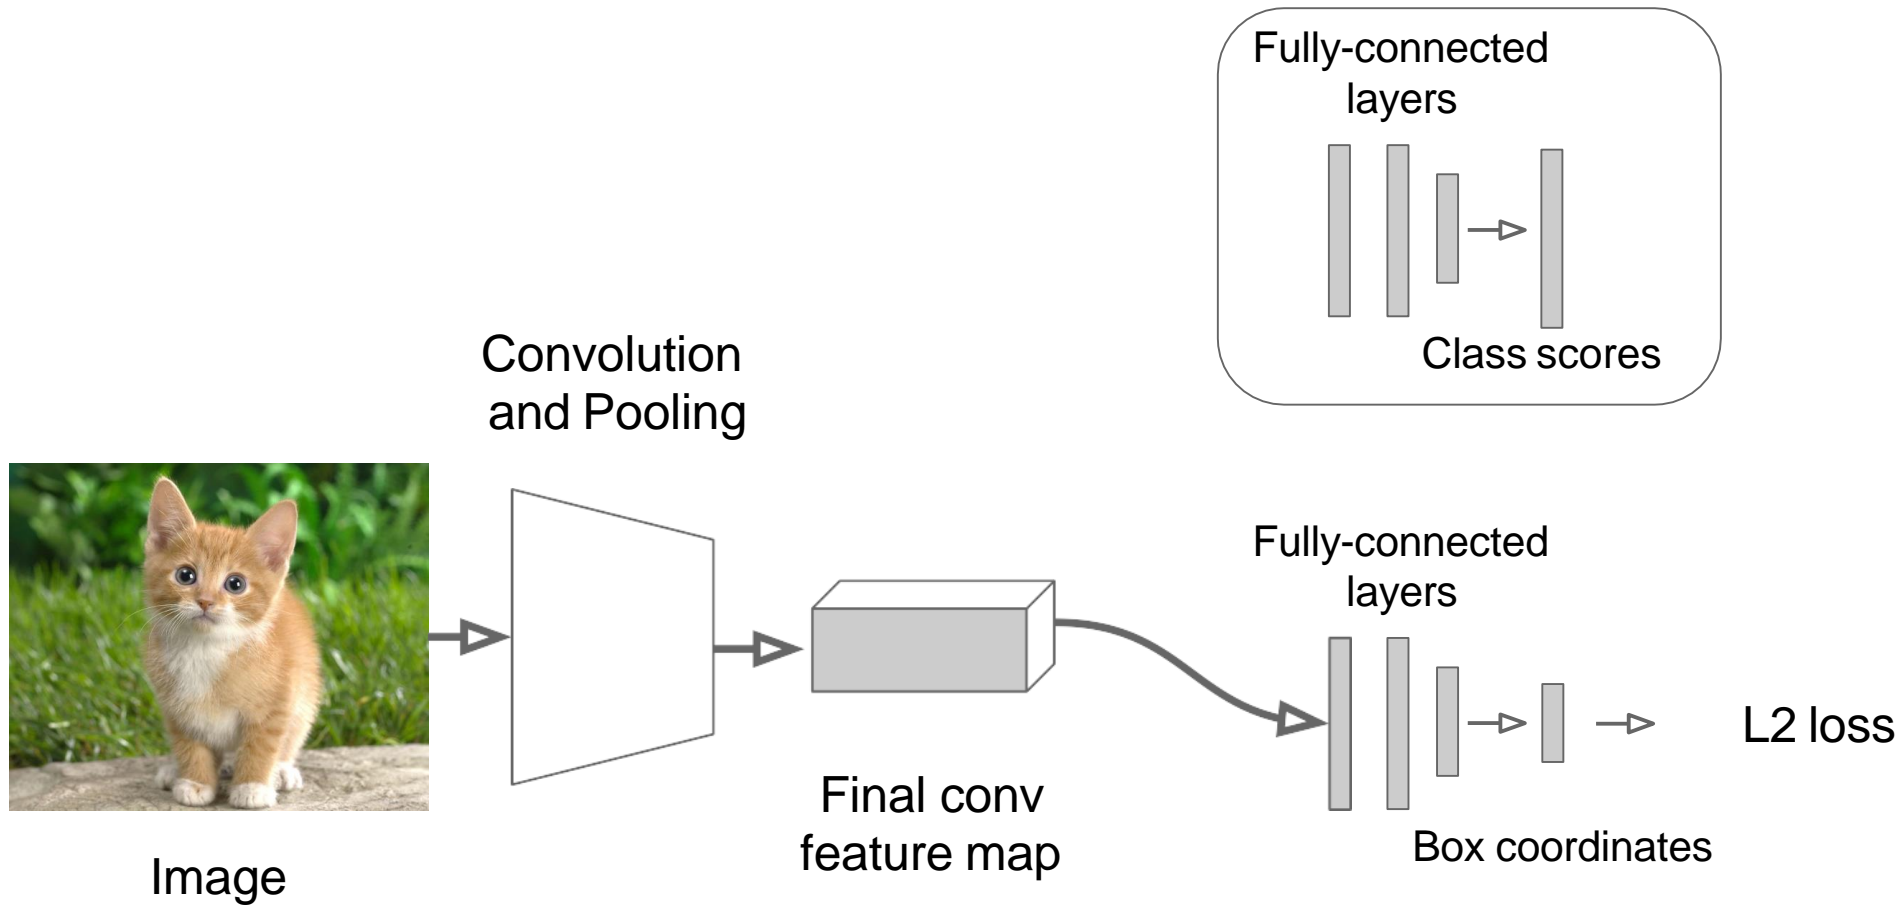 Fully-connected
layers
Class scores
Convolution
and Pooling
Fully-connected
layers
L2 loss
Final conv
feature map
Box coordinates
Image